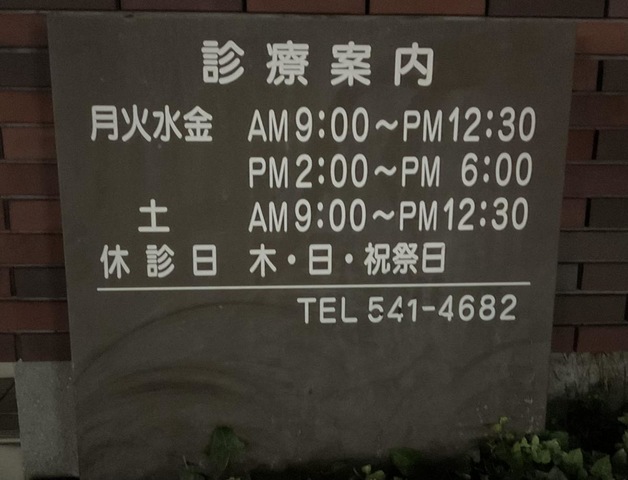 診療案内
月火水金 AM9:00～PM12:30
PM2:00～PM 6:00
土 AM9:00～PM12:30
休診日 木・日・祝祭日
TEL 541-4682